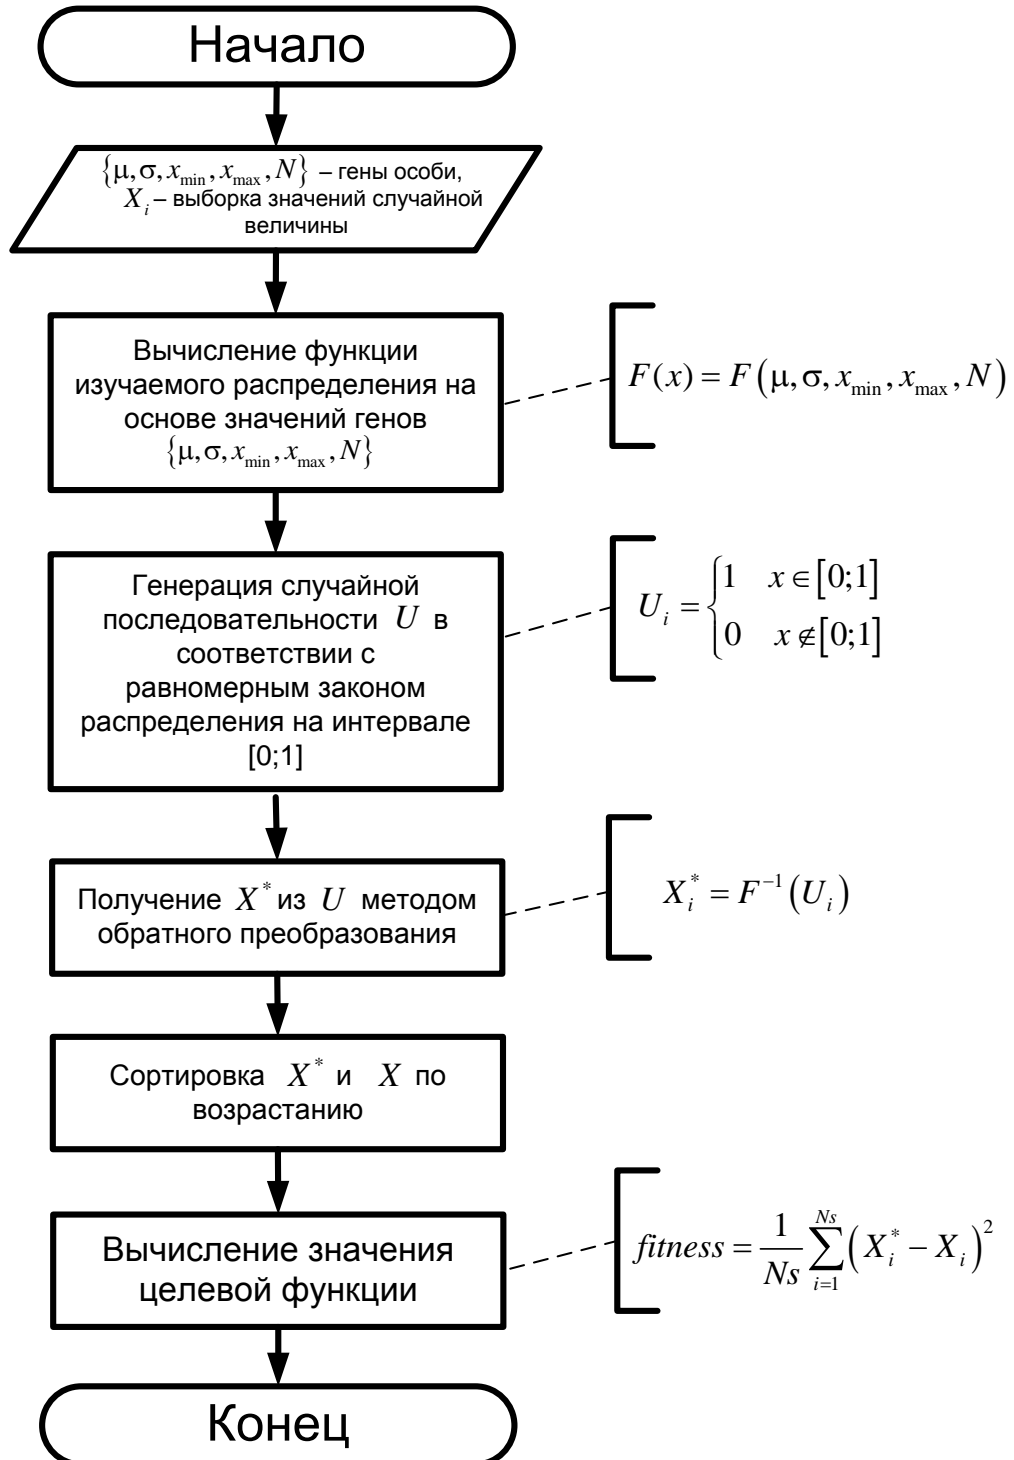 Начало
{μ, σ, x_min, x_max, N} – гены особи,
X_i – выборка значений случайной
величины
Вычисление функции
изучаемого распределения на
основе значений генов
{μ, σ, x_min, x_max, N}
F(x) = F(μ, σ, x_min, x_max, N)
Генерация случайной
последовательности U в
соответствии с
равномерным законом
распределения на интервале
[0;1]
U_i = {1 x ∈ [0;1]
0 x ∉ [0;1]
Получение X^* из U методом
обратного преобразования
X_i^* = F^{-1}(U_i)
Сортировка X^* и X по
возрастанию
Вычисление значения
целевой функции
fitness = \frac{1}{Ns} \sum_{i=1}^{Ns} (X_i^* – X_i)^2
Конец